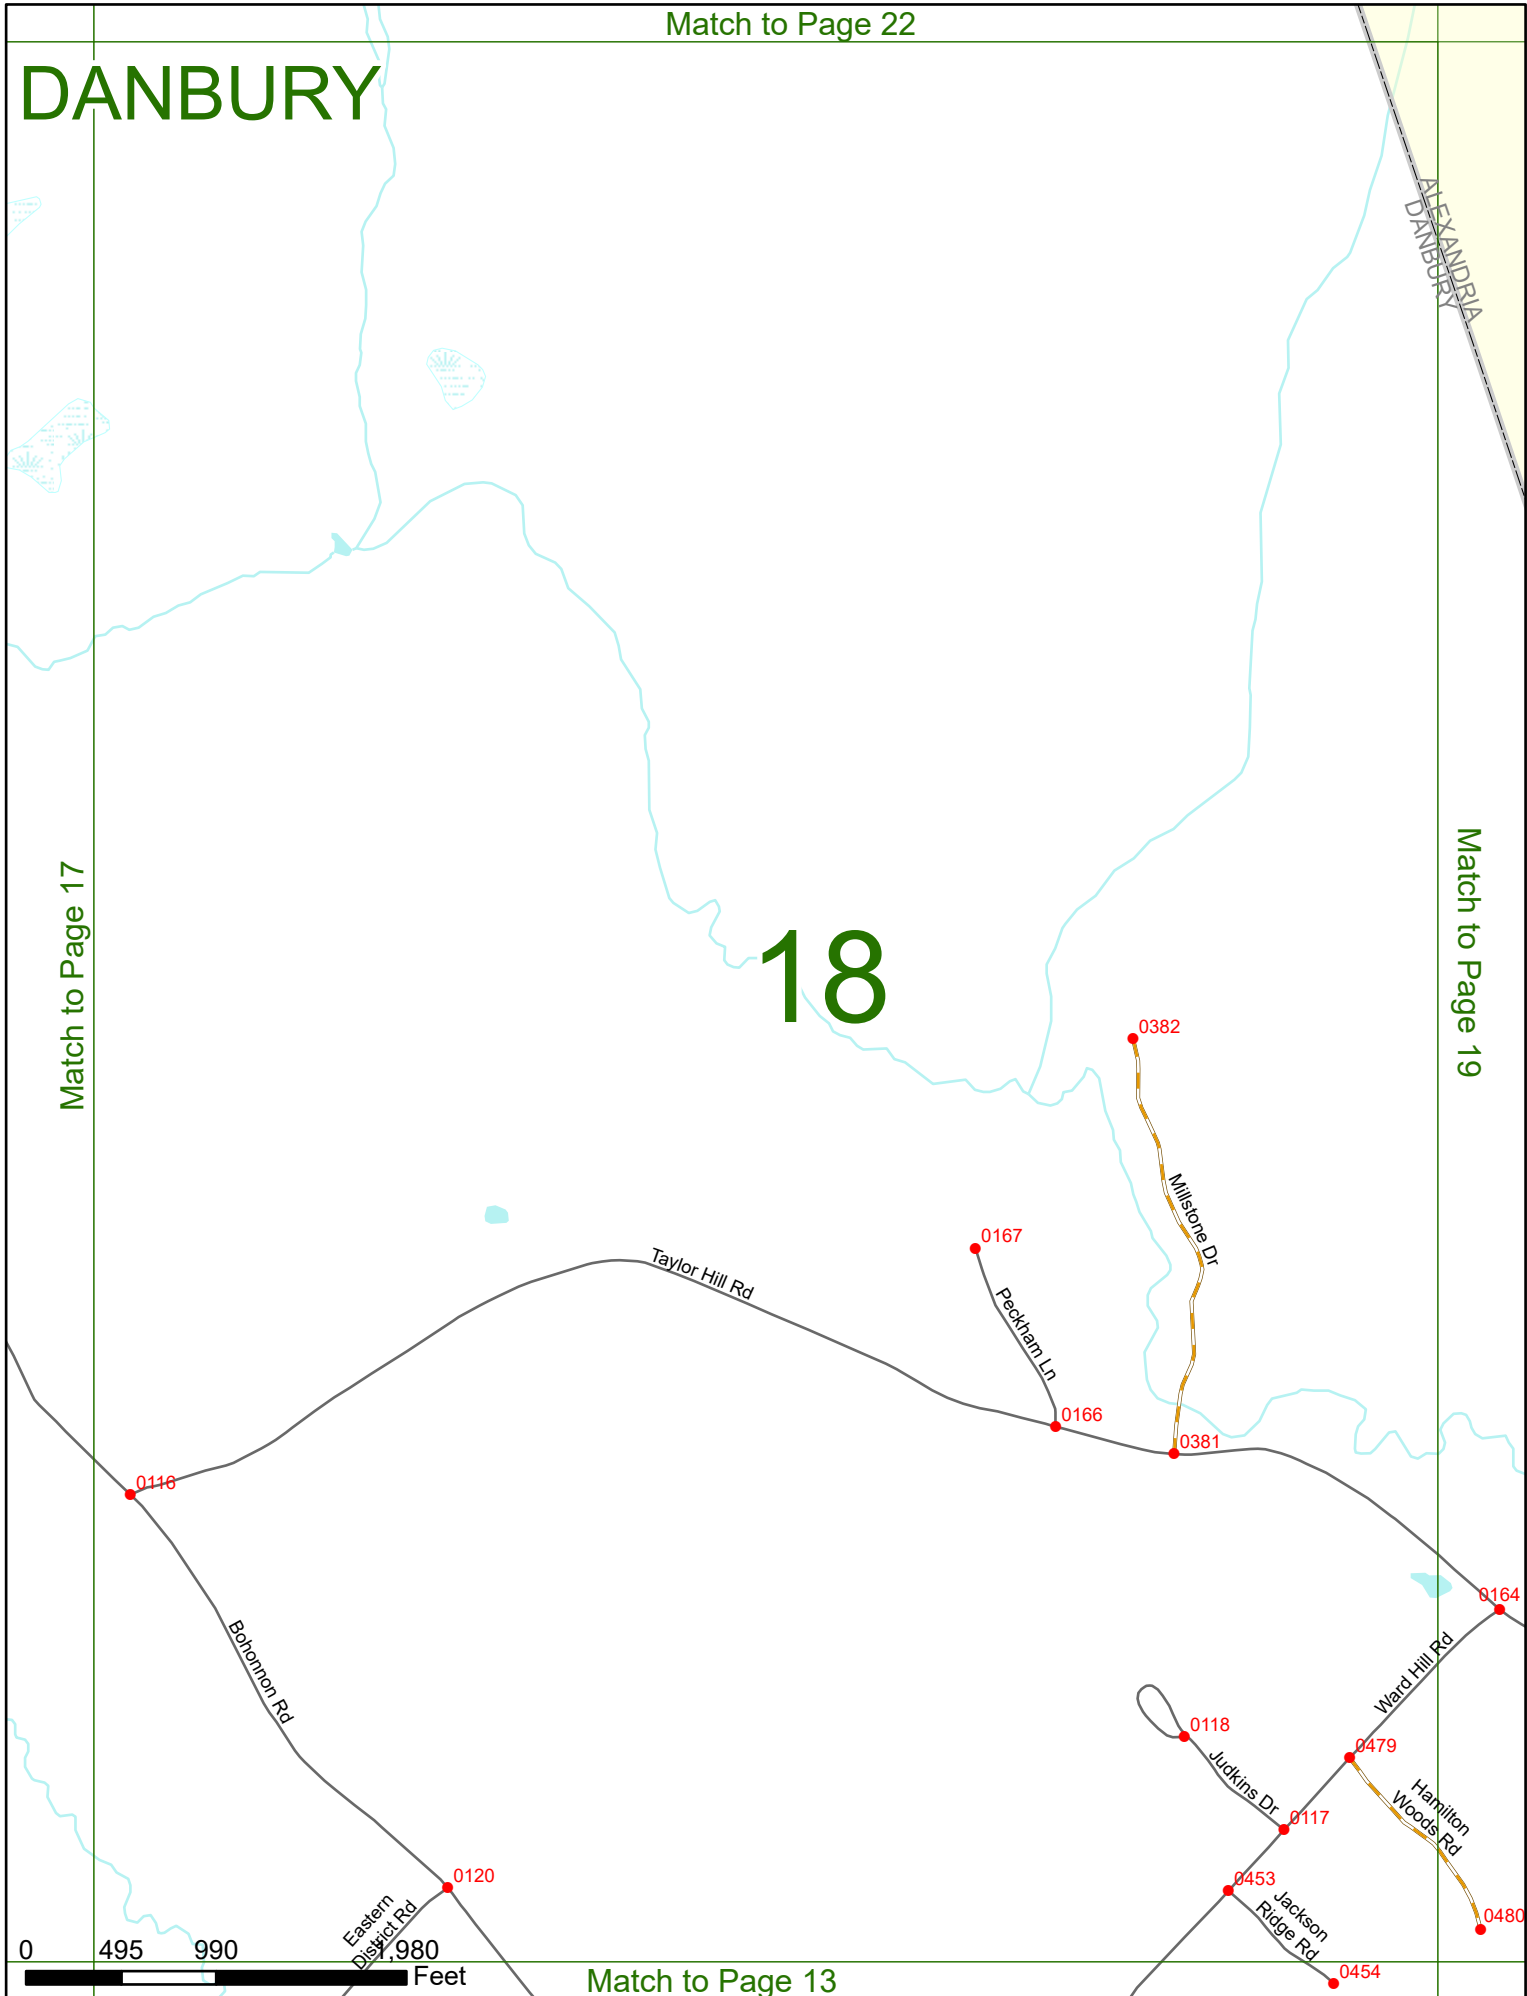 Match to Page 22
DANBURY
ALEXANDRIA
DANBURY
Match to Page 17
Match to Page 19
18
0382
Millstone Dr
0167
Taylor Hill Rd
Peckham Ln
0166
0381
0116
0164
Bohonnon Rd
Ward Hill Rd
0118
0479
Judkins Dr
Hamilton
Woods Rd
0117
0120
0453
Eastern
District Rd
Jackson
Ridge Rd
0480
0454
0 495 990 1,980
Feet
Match to Page 13